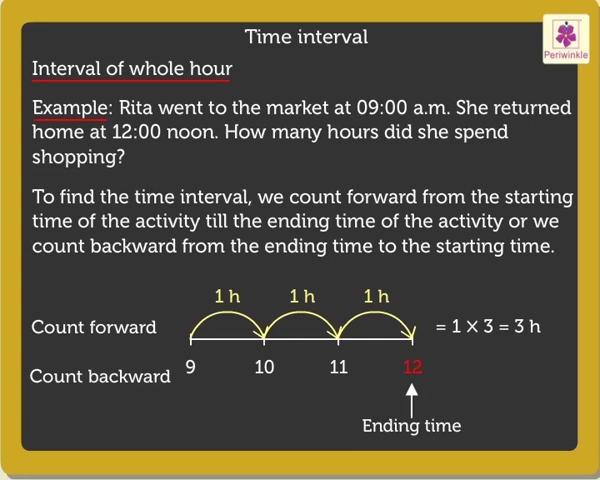 Time interval
Periwinkle
Interval of whole hour
Example: Rita went to the market at 09:00 a.m. She returned
home at 12:00 noon. How many hours did she spend
shopping?
To find the time interval, we count forward from the starting
time of the activity till the ending time of the activity or we
count backward from the ending time to the starting time.
1 h 1 h 1 h
Count forward = 1 X 3 = 3 h
Count backward 9 10 11 12
Ending time